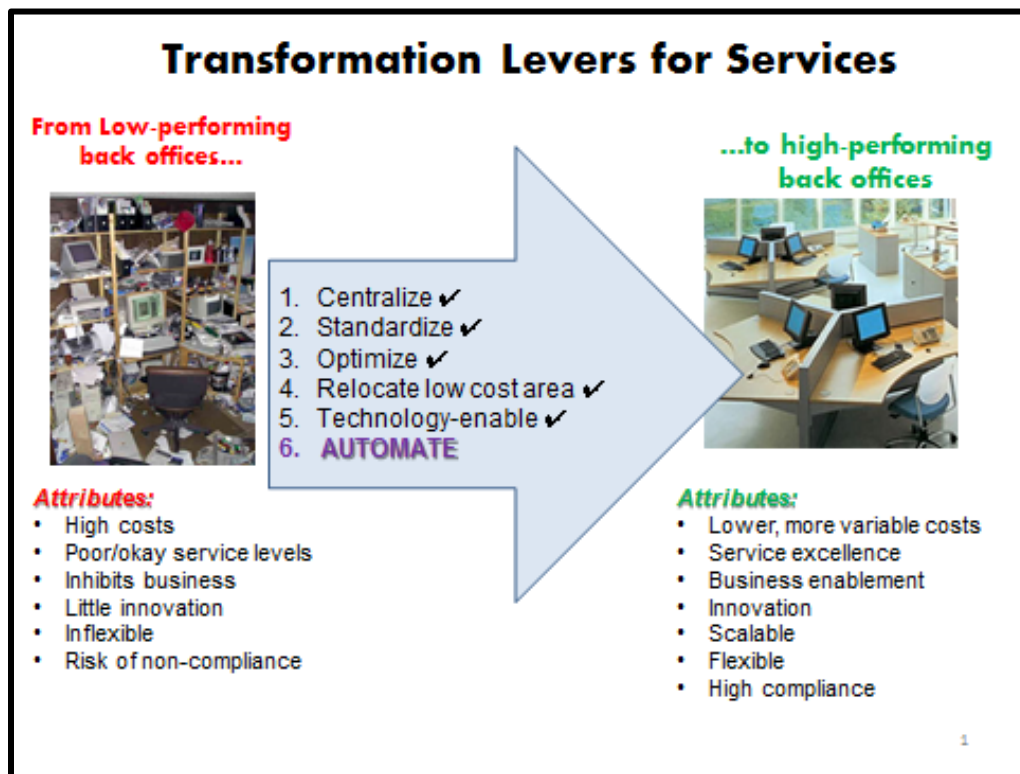 Transformation Levers for Services
From Low-performing
back offices...
...to high-performing
back offices
1. Centralize ✔
2. Standardize ✔
3. Optimize ✔
4. Relocate low cost area ✔
5. Technology-enable ✔
6. AUTOMATE
Attributes:
• High costs
• Poor/okay service levels
• Inhibits business
• Little innovation
• Inflexible
• Risk of non-compliance
Attributes:
• Lower, more variable costs
• Service excellence
• Business enablement
• Innovation
• Scalable
• Flexible
• High compliance
1